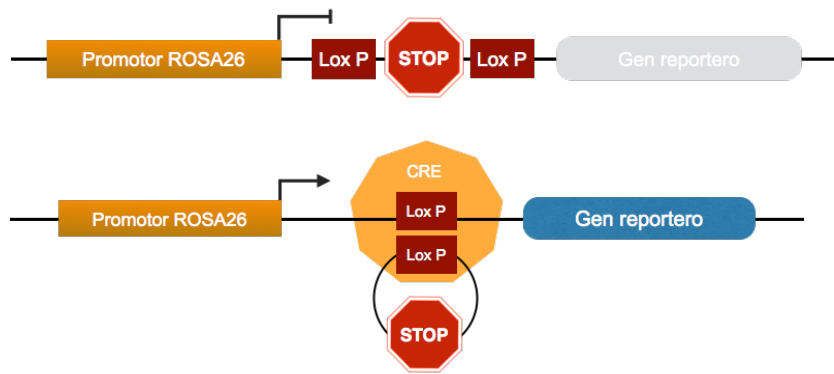 Promotor ROSA26
Lox P
STOP
Lox P
Gen reportero
CRE
Promotor ROSA26
Lox P
Gen reportero
Lox P
STOP